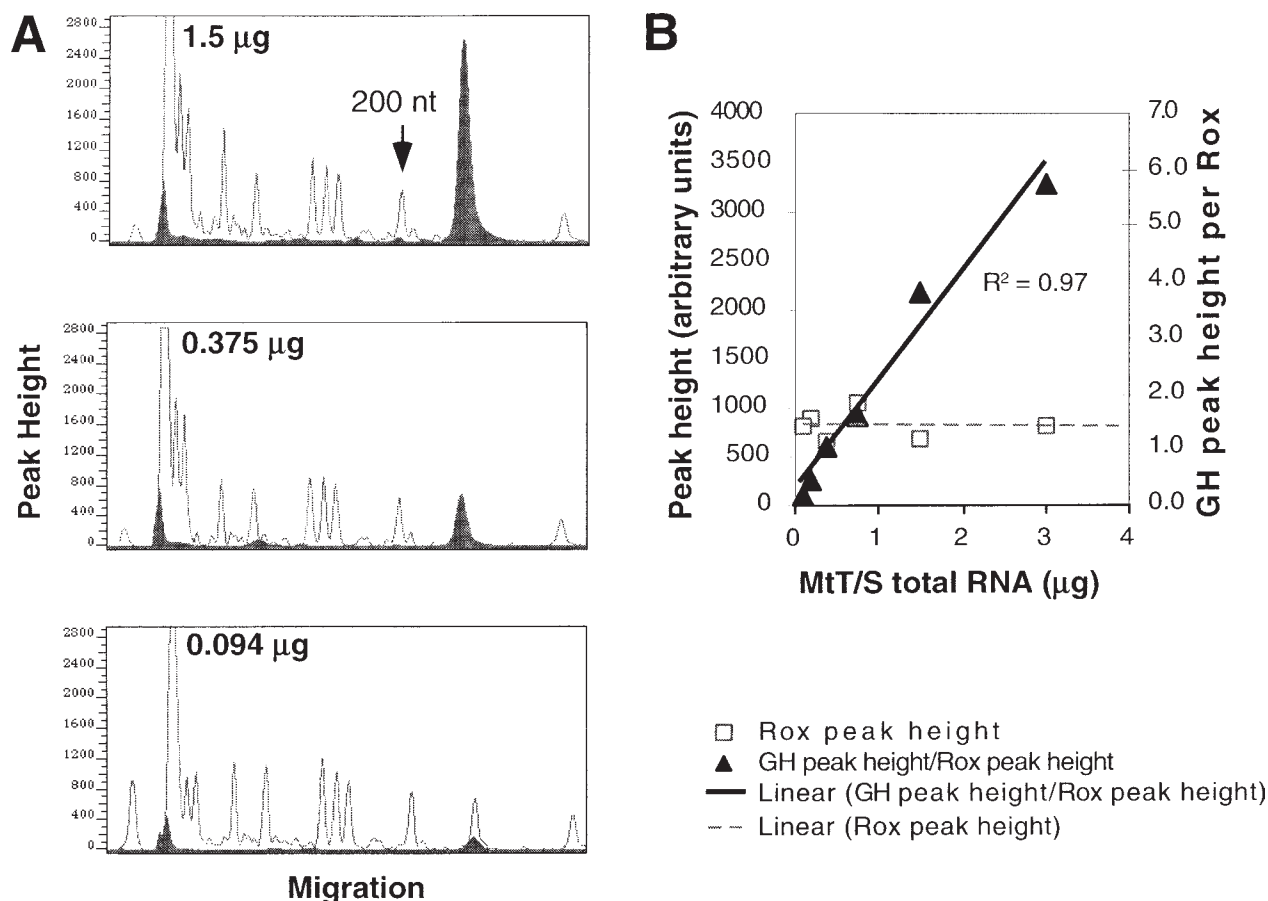 A
1.5 µg
2800
2400
2000
1600
1200
800
400
0
200 nt
0.375 µg
2800
2400
2000
1600
1200
800
400
0
0.094 µg
2800
2400
2000
1600
1200
800
400
0
Peak Height
Migration
B
Peak height (arbitrary units)
4000
3500
3000
2500
2000
1500
1000
500
0
7.0
6.0
5.0
4.0
3.0
2.0
1.0
0.0
GH peak height per Rox
R² = 0.97
0 1 2 3 4
MtT/S total RNA (µg)
Rox peak height
GH peak height/Rox peak height
Linear (GH peak height/Rox peak height)
Linear (Rox peak height)